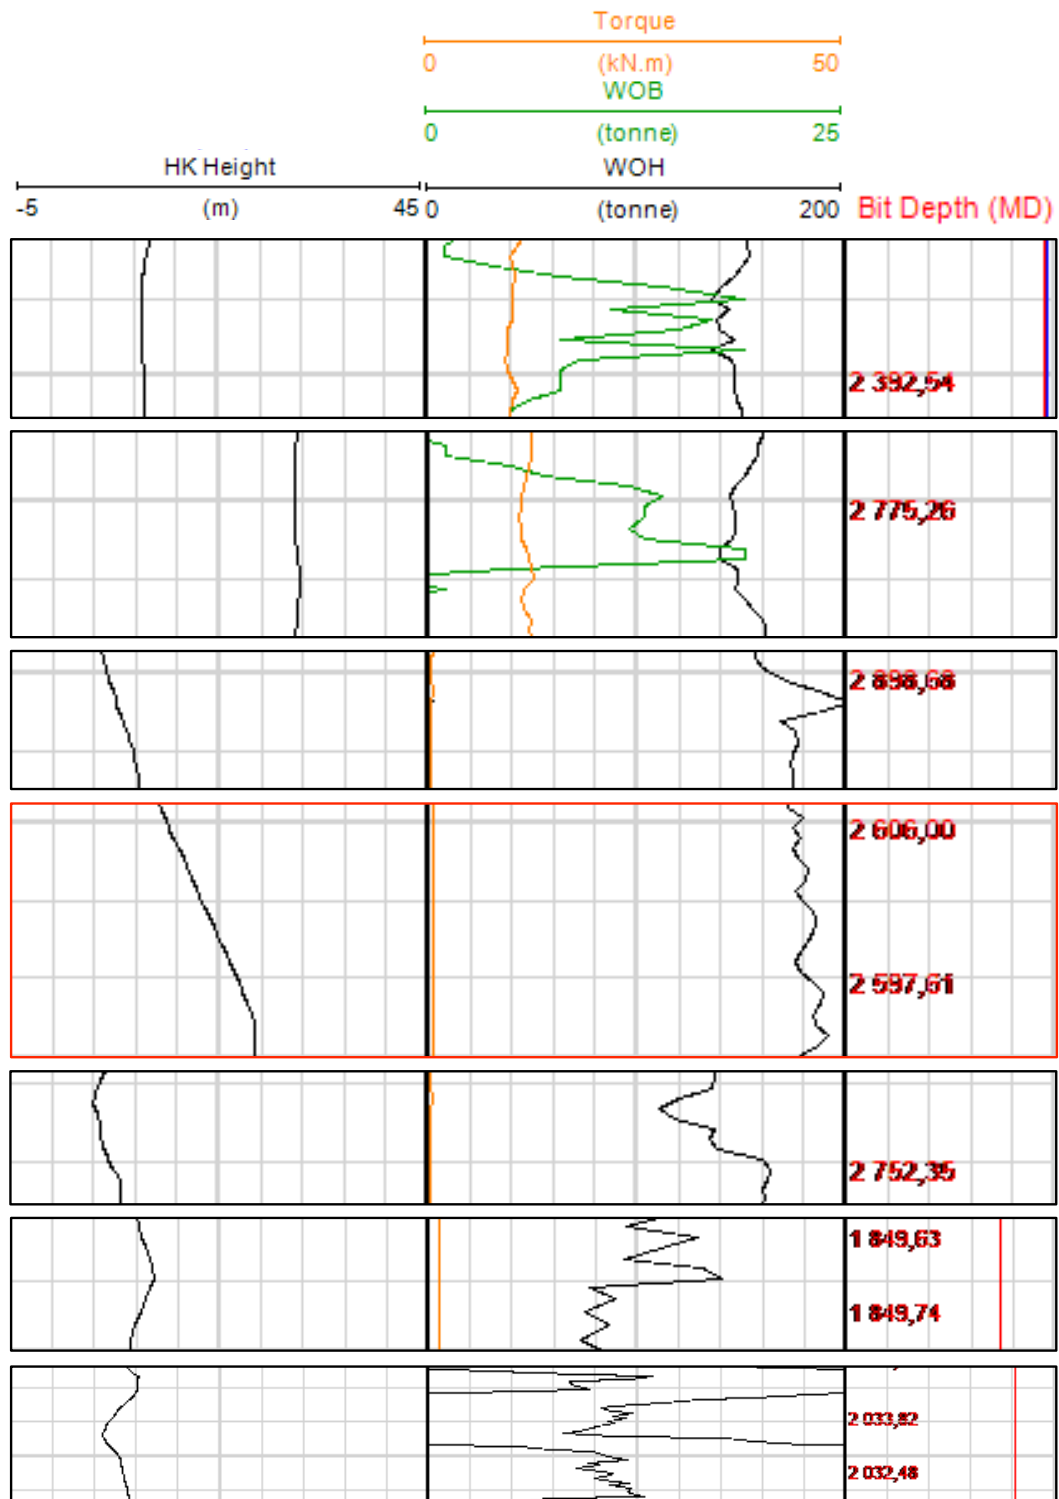 Torque
0 (kN.m) 50
WOB
0 (tonne) 25
HK Height WOH
-5 (m) 45 0 (tonne) 200 Bit Depth (MD)
2 392,54
2 775,26
2 898,68
2 606,00
2 597,61
2 752,35
1 849,63
1 849,74
2 033,82
2 032,48